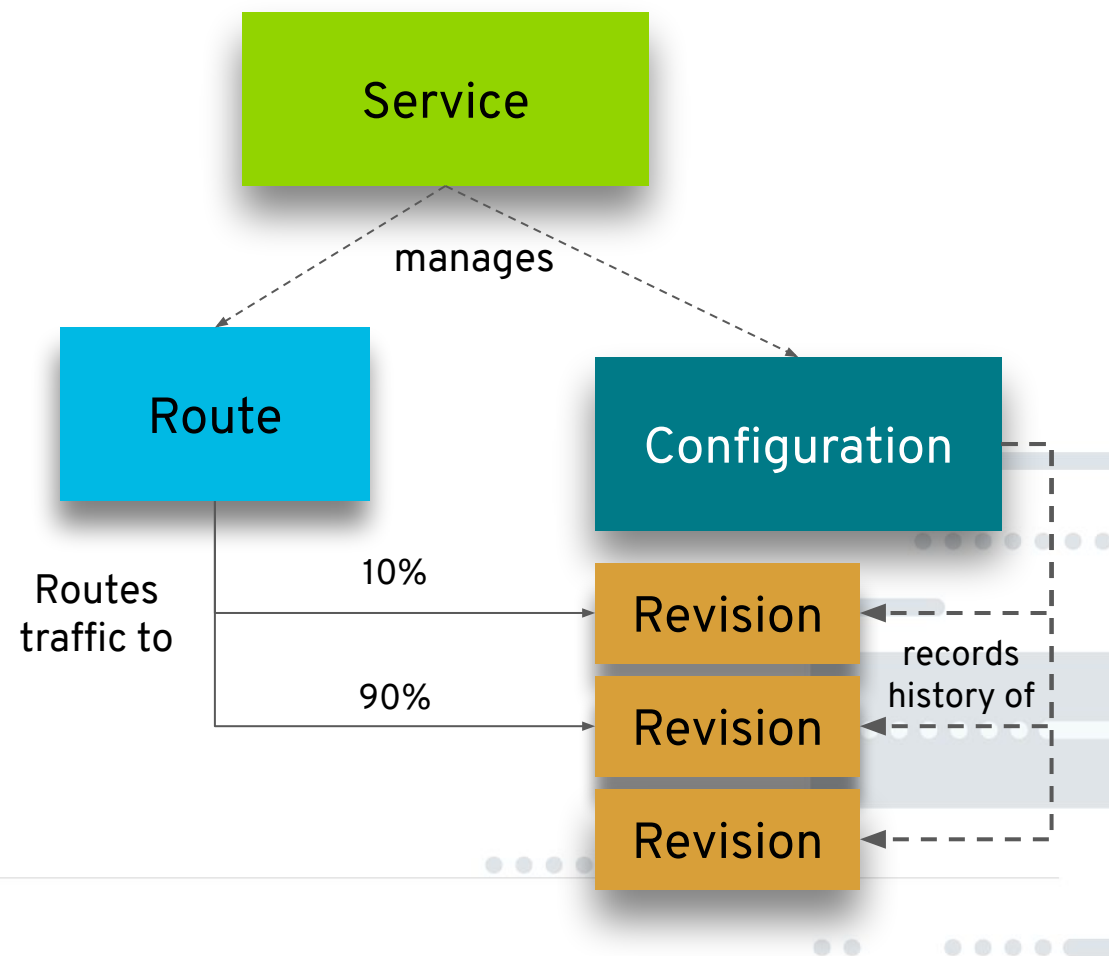 Service
manages
Route
Configuration
Routes
traffic to
10%
90%
Revision
Revision
Revision
records
history of